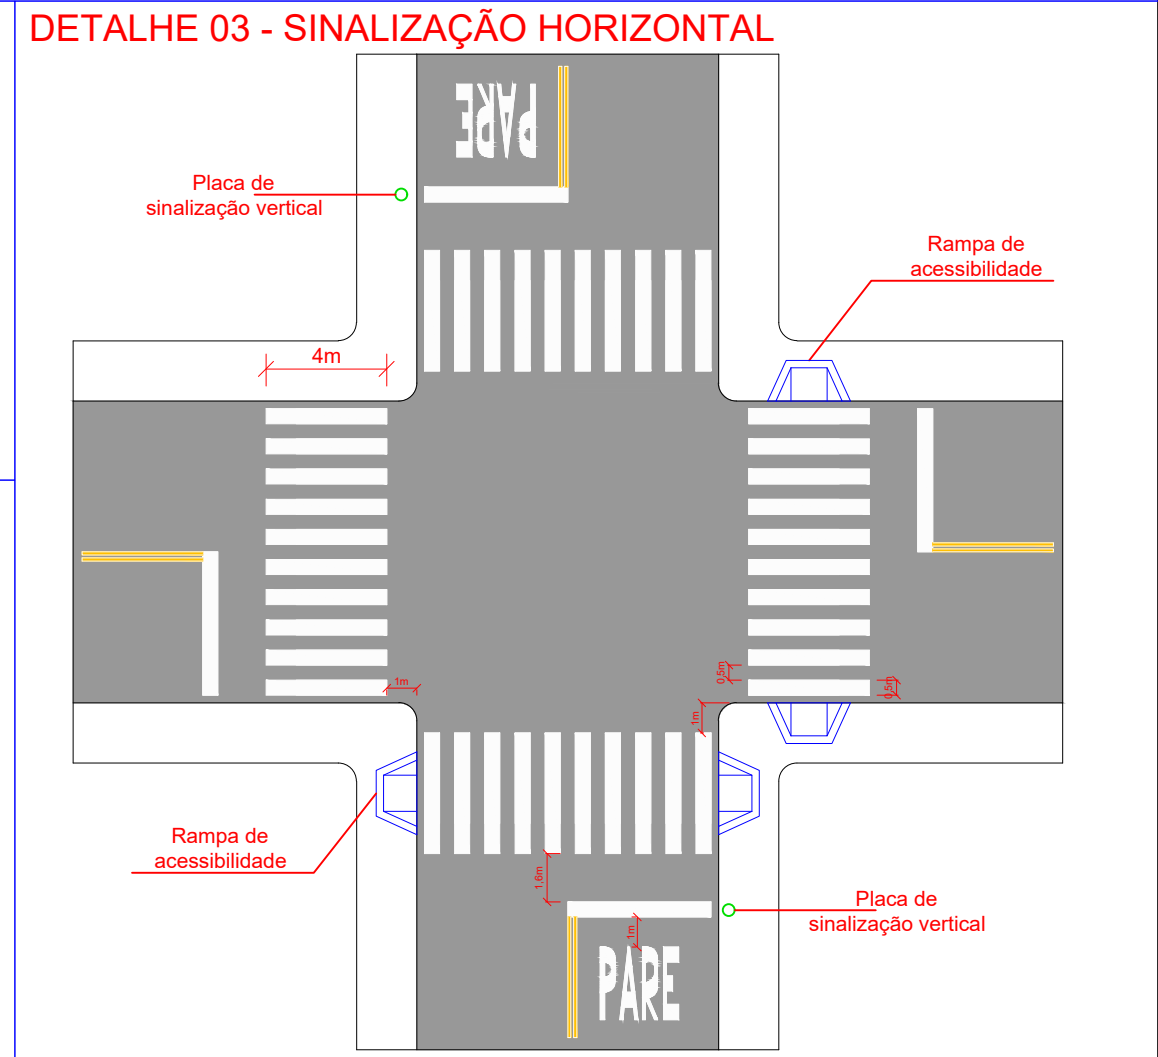 DETALHE 03 - SINALIZAÇÃO HORIZONTAL
PARE
Placa de
sinalização vertical
Rampa de
acessibilidade
4m
1m
0,5m
0,5m
1m
Rampa de
acessibilidade
1,6m
Placa de
sinalização vertical
1m
PARE